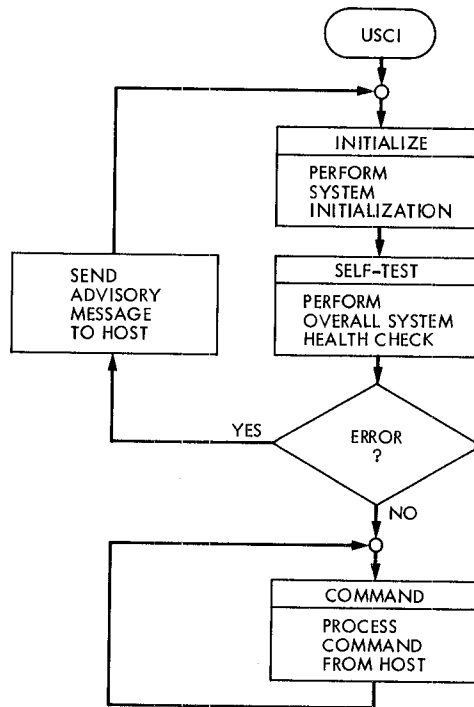 USCI
INITIALIZE
PERFORM
SYSTEM
INITIALIZATION
SEND
ADVISORY
MESSAGE
TO HOST
SELF-TEST
PERFORM
OVERALL SYSTEM
HEALTH CHECK
YES
ERROR
?
NO
COMMAND
PROCESS
COMMAND
FROM HOST